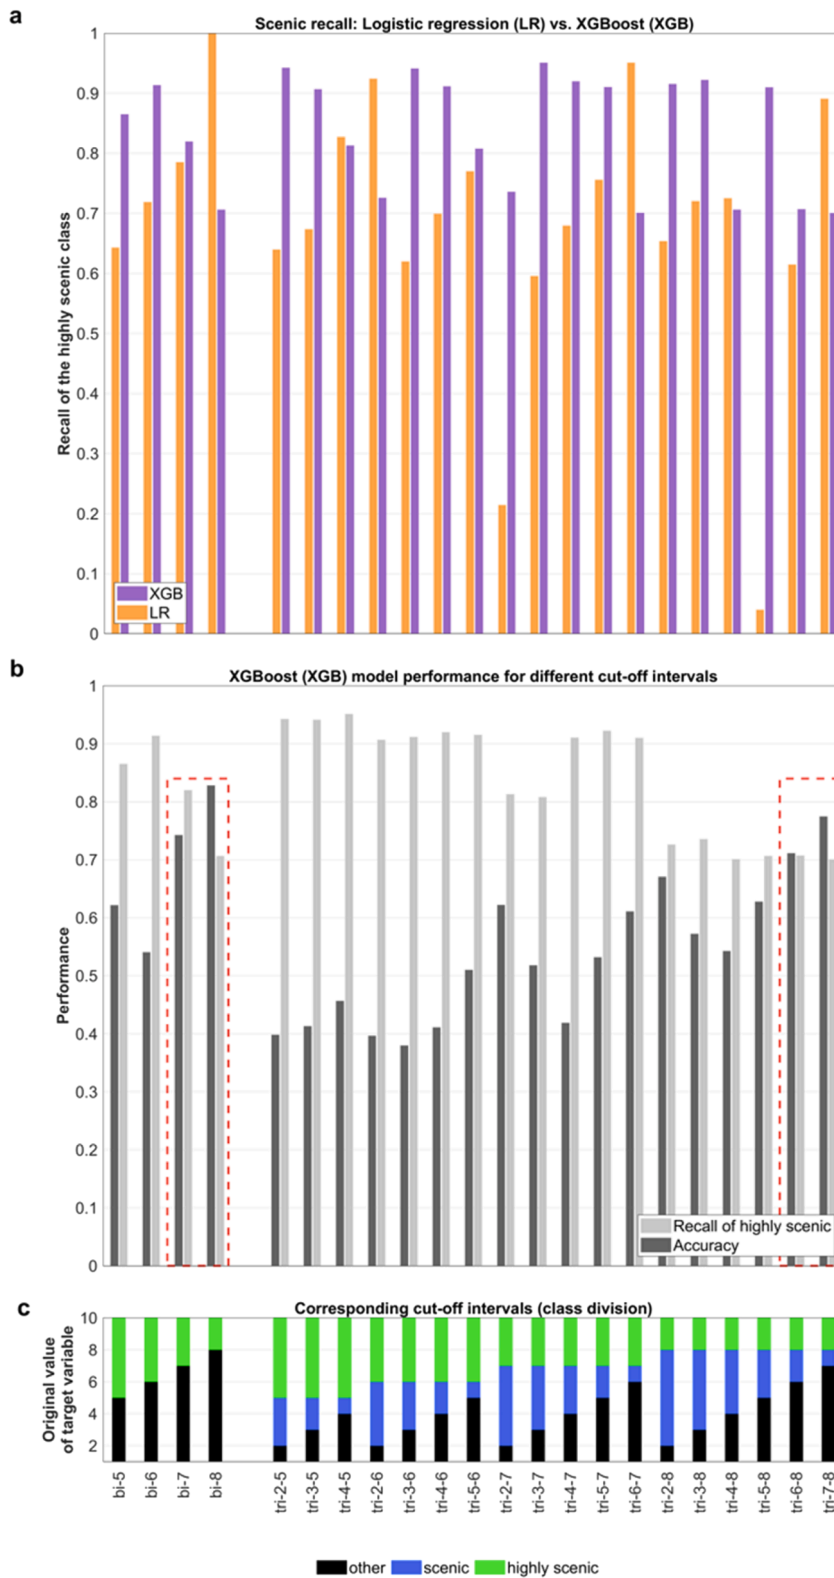 a
Scenic recall: Logistic regression (LR) vs. XGBoost (XGB)
Recall of the highly scenic class
1
0.9
0.8
0.7
0.6
0.5
0.4
0.3
0.2
0.1
0
XGB
LR
b
XGBoost (XGB) model performance for different cut-off intervals
Performance
1
0.9
0.8
0.7
0.6
0.5
0.4
0.3
0.2
0.1
0
Recall of highly scenic
Accuracy
c
Corresponding cut-off intervals (class division)
Original value
of target variable
10
8
6
4
2
bi-5
bi-6
bi-7
bi-8
tri-2-5
tri-3-5
tri-4-5
tri-2-6
tri-3-6
tri-4-6
tri-5-6
tri-2-7
tri-3-7
tri-4-7
tri-5-7
tri-6-7
tri-2-8
tri-3-8
tri-4-8
tri-5-8
tri-6-8
tri-7-8
other
scenic
highly scenic